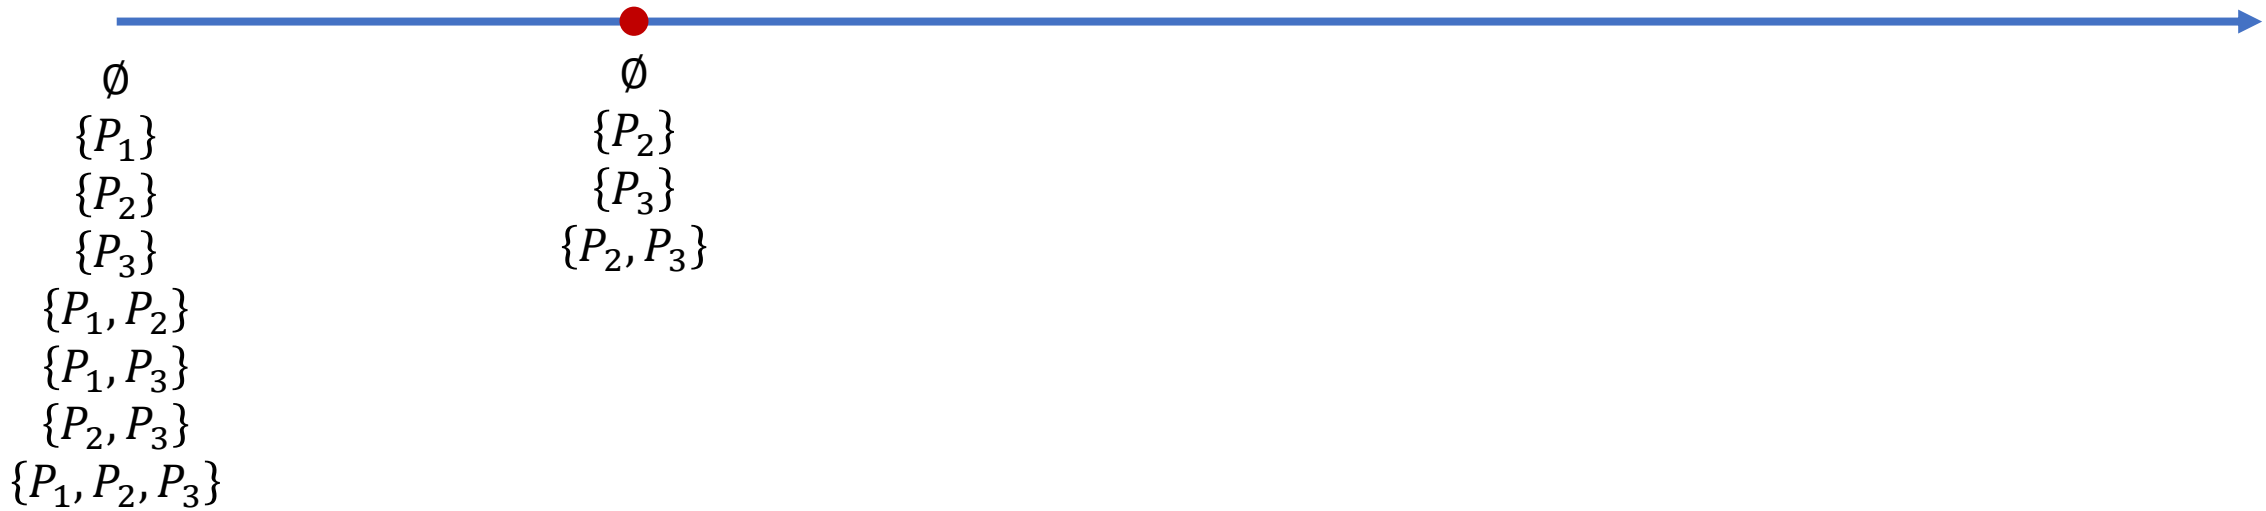 ∅
{P₁}
{P₂}
{P₃}
{P₁, P₂}
{P₁, P₃}
{P₂, P₃}
{P₁, P₂, P₃}
∅
{P₂}
{P₃}
{P₂, P₃}